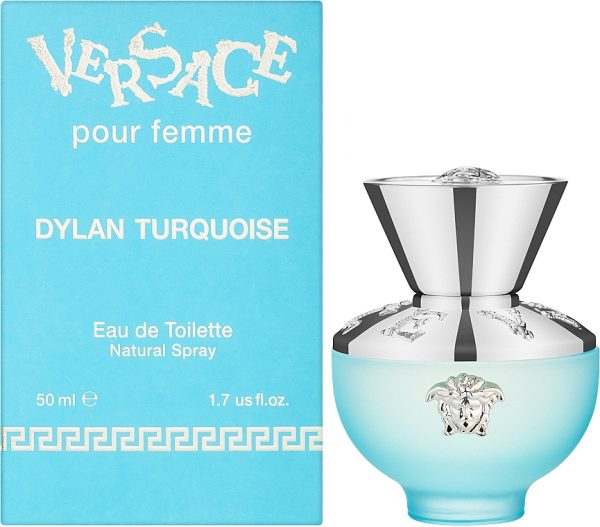 VERSACE
pour femme
DYLAN TURQUOISE
Eau de Toilette
Natural Spray
50 ml ℮ 1.7 us fl.oz.